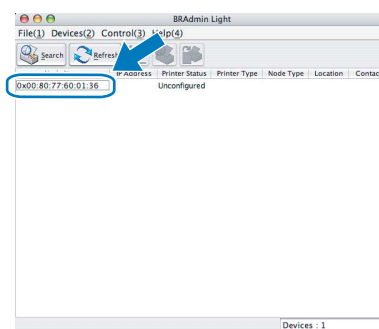 BRAdmin Light
File(1) Devices(2) Control(3) Help(4)
Search Refresh
IP Address Printer Status Printer Type Node Type Location Contac
0x00:80:77:60:01:36 Unconfigured
Devices : 1